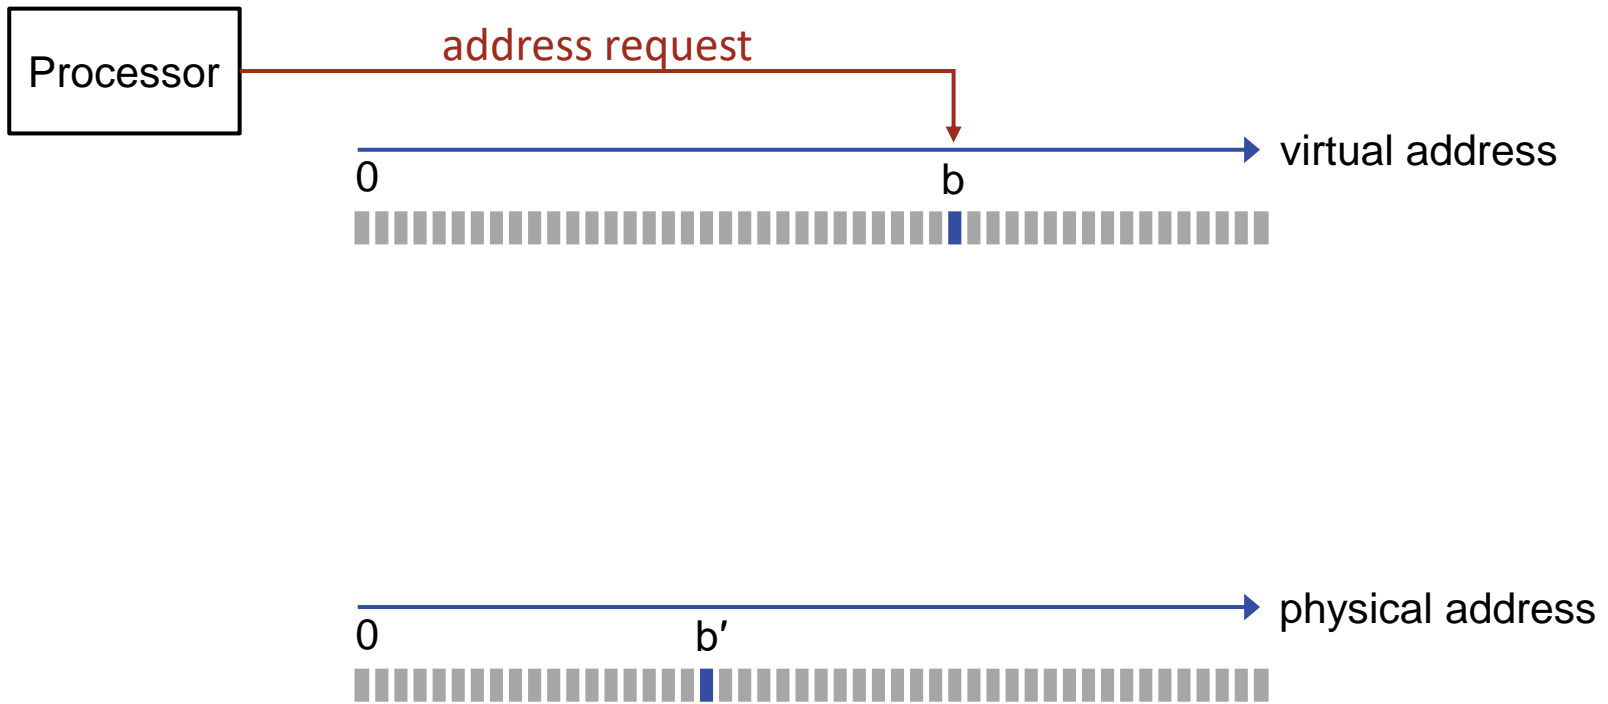 address request
Processor
virtual address
0
b
physical address
0
b′